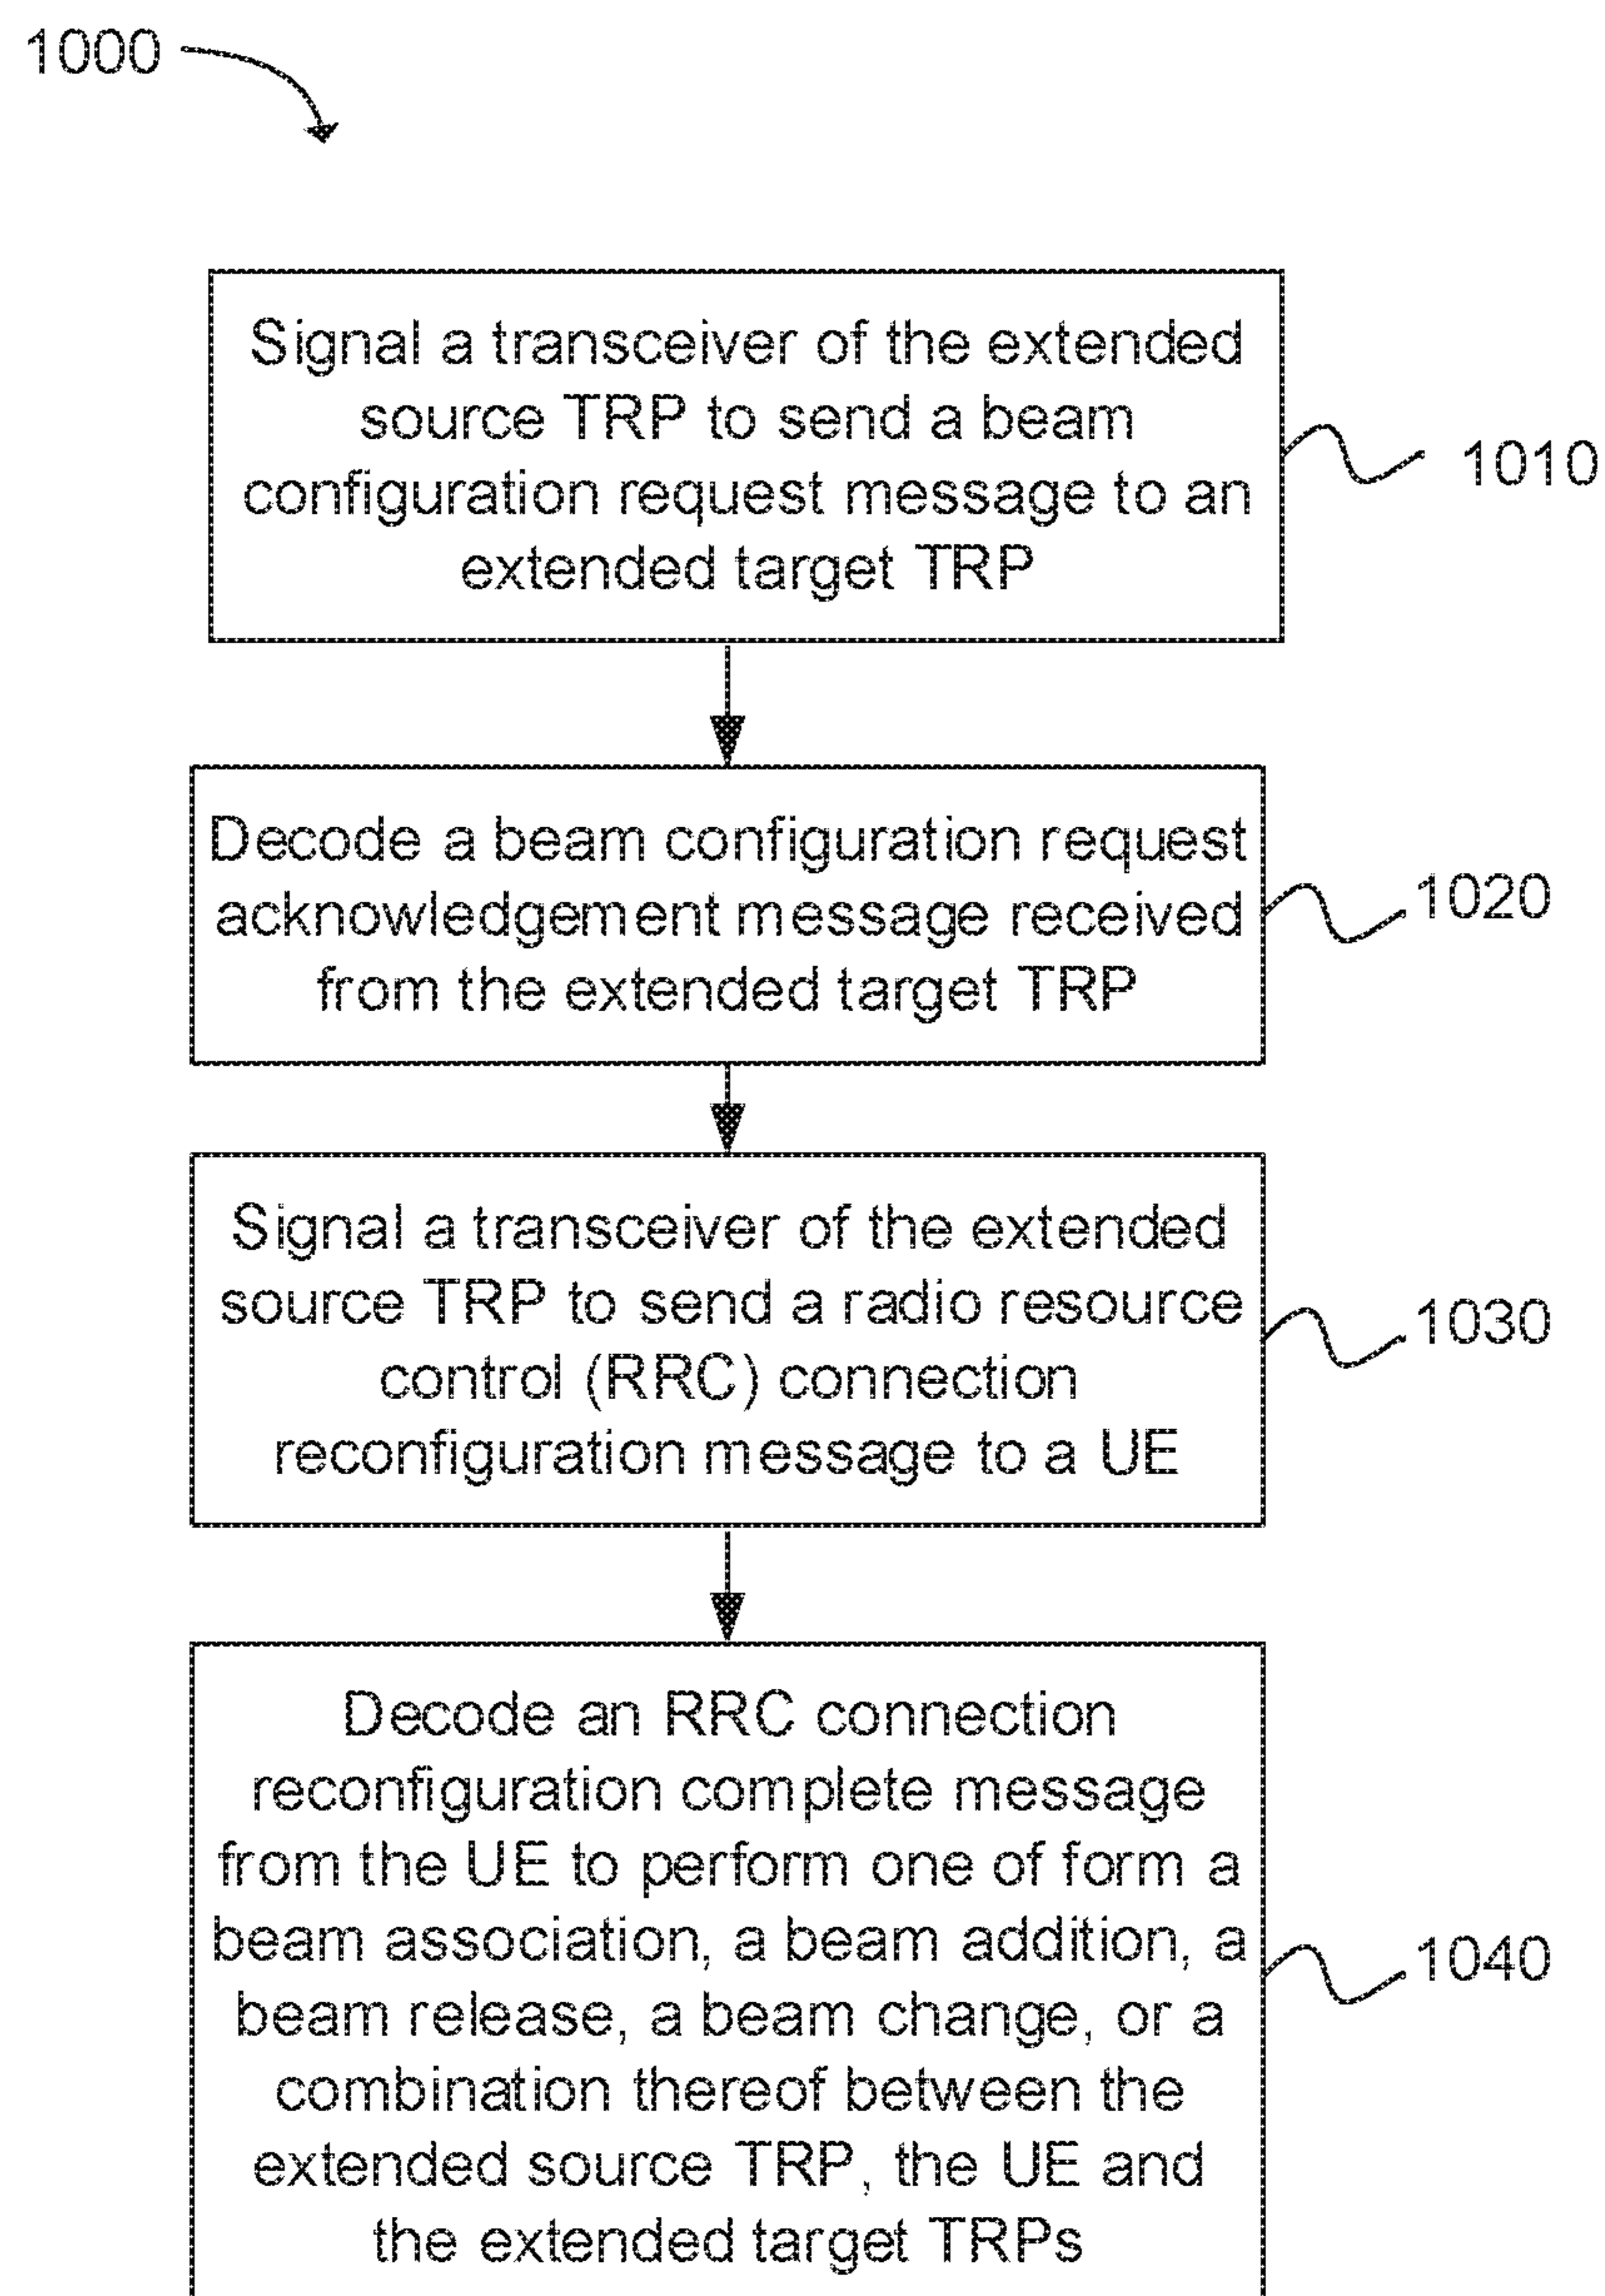 1000
Signal a transceiver of the extended
source TRP to send a beam
configuration request message to an
extended target TRP
1010
Decode a beam configuration request
acknowledgement message received
from the extended target TRP
1020
Signal a transceiver of the extended
source TRP to send a radio resource
control (RRC) connection
reconfiguration message to a UE
1030
Decode an RRC connection
reconfiguration complete message
from the UE to perform one of form a
beam association, a beam addition, a
beam release, a beam change, or a
combination thereof between the
extended source TRP, the UE and
the extended target TRPs
1040